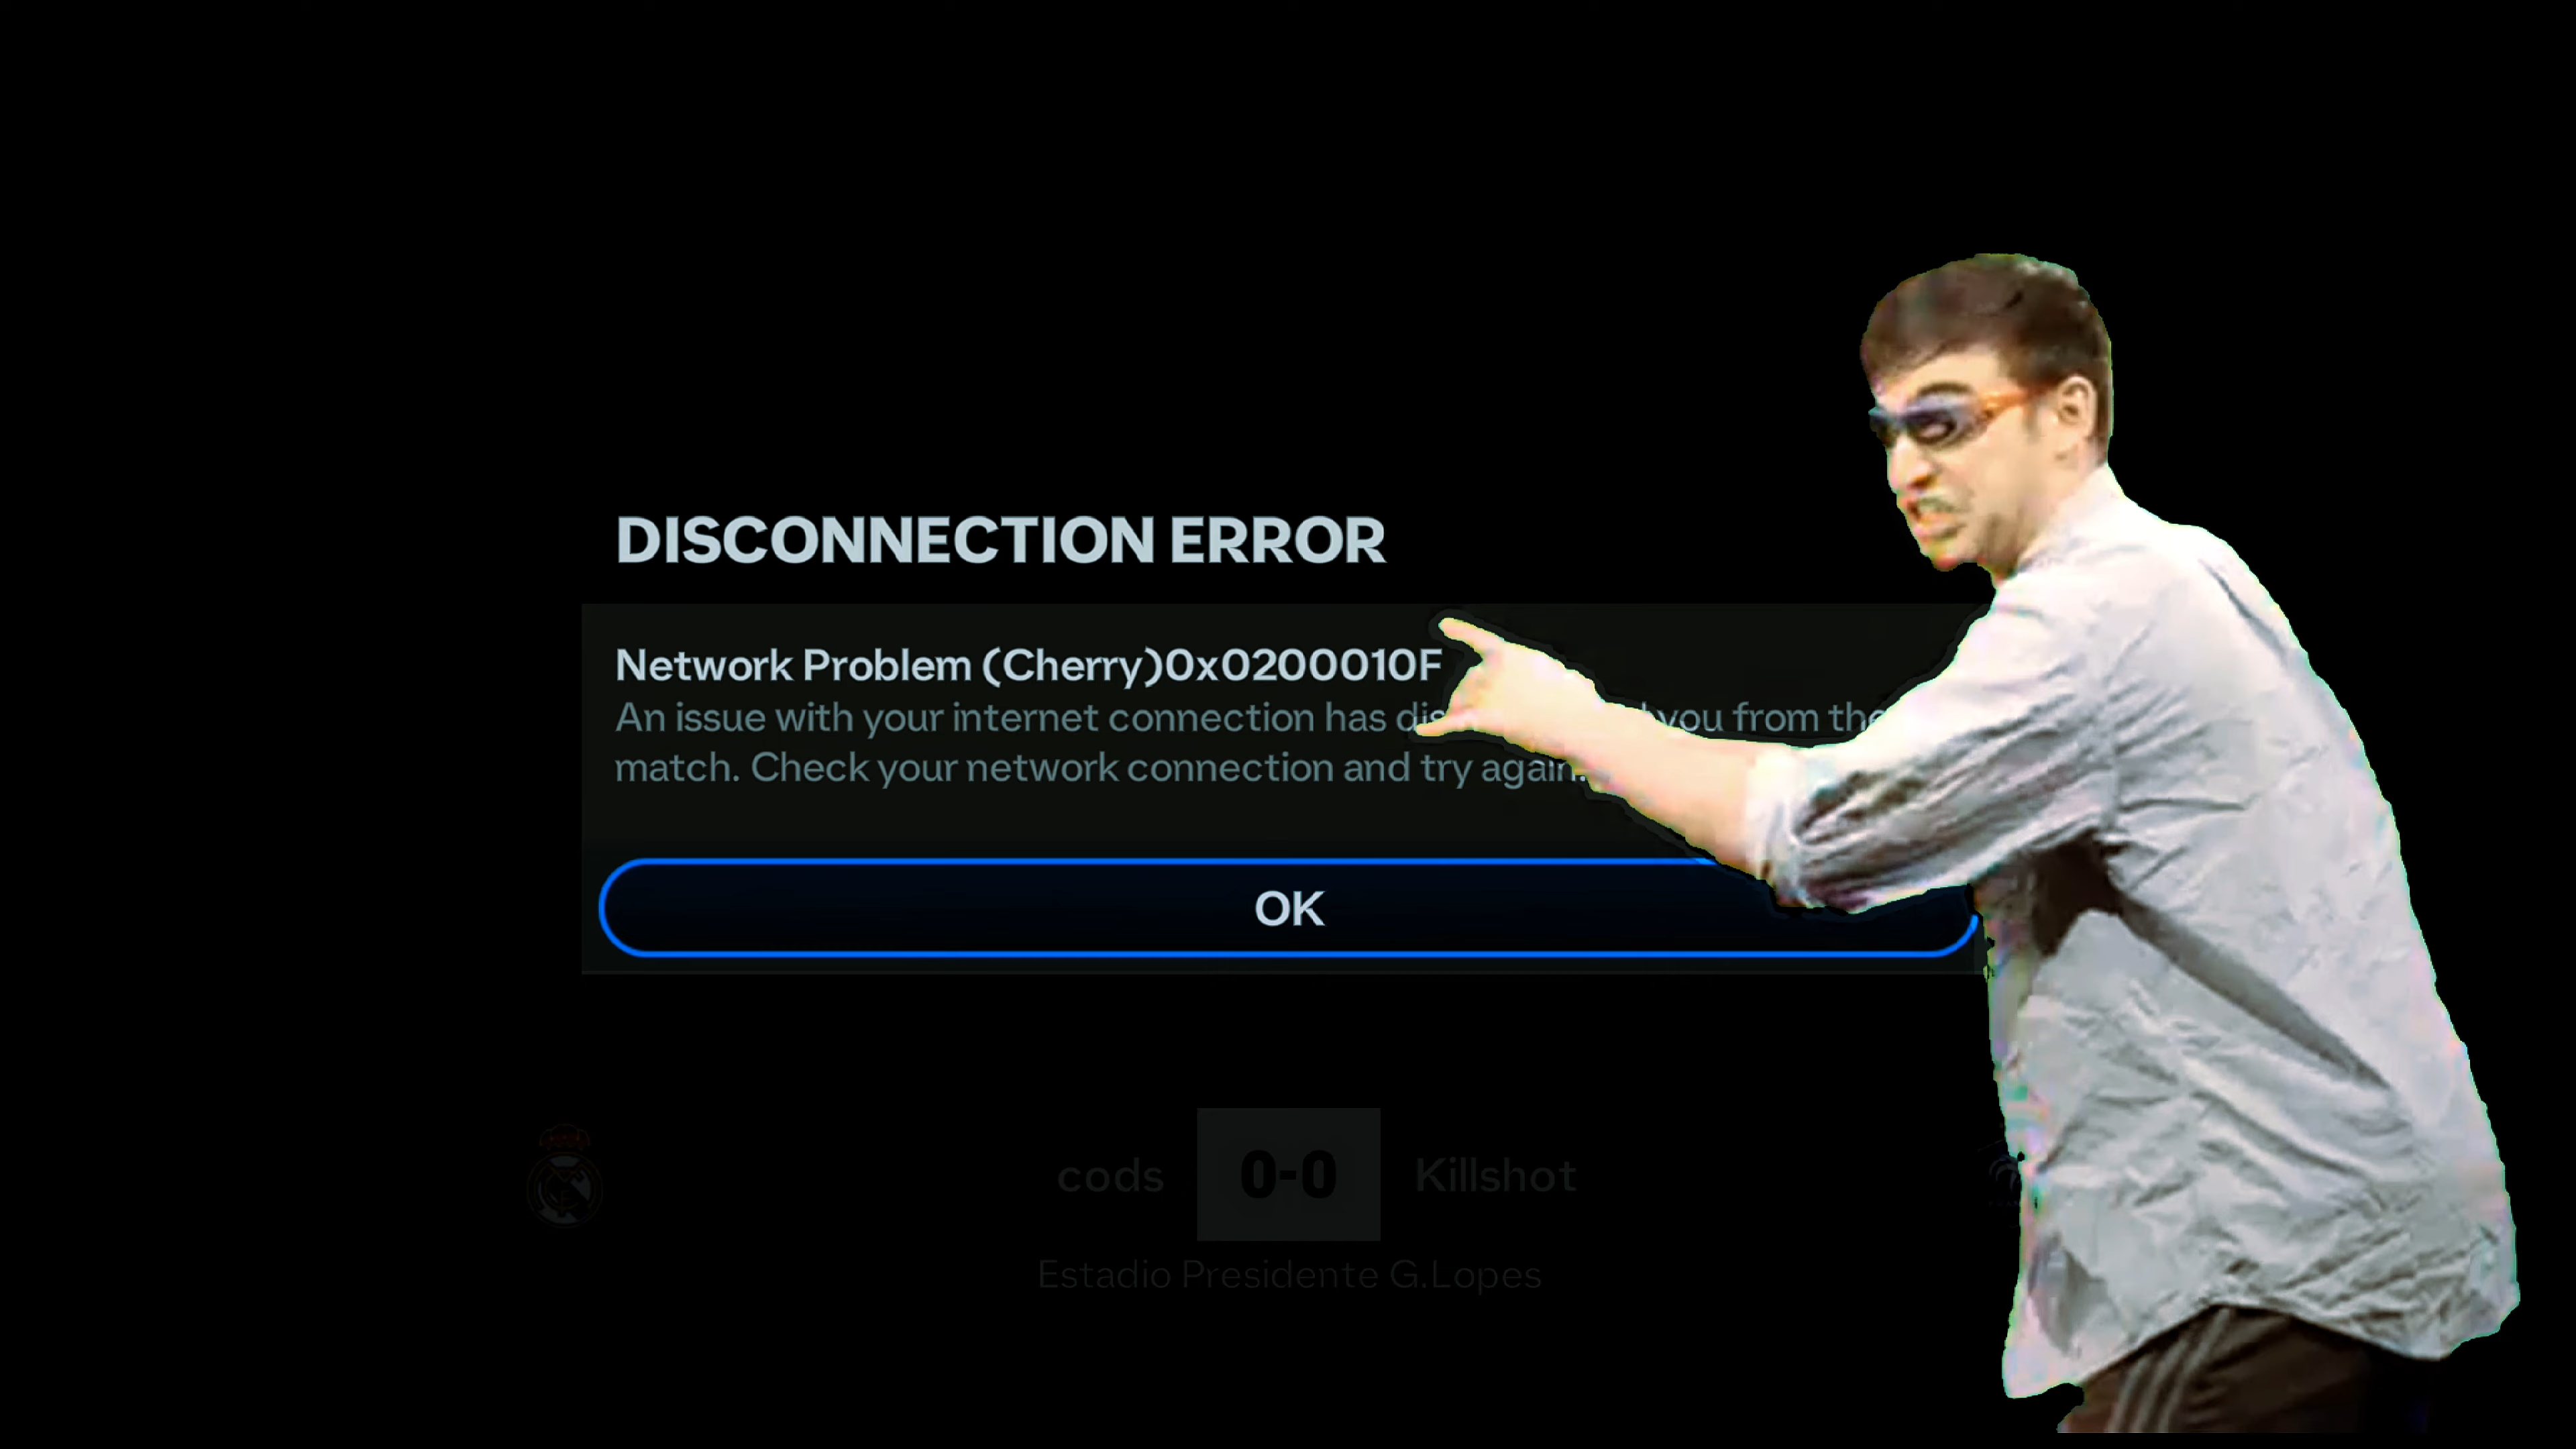 DISCONNECTION ERROR
Network Problem (Cherry)0x0200010F
An issue with your internet connection has you from the
match. Check your network connection and try again.
OK
cods 0-0 Killshot
Estadio Presidente G.Lopes